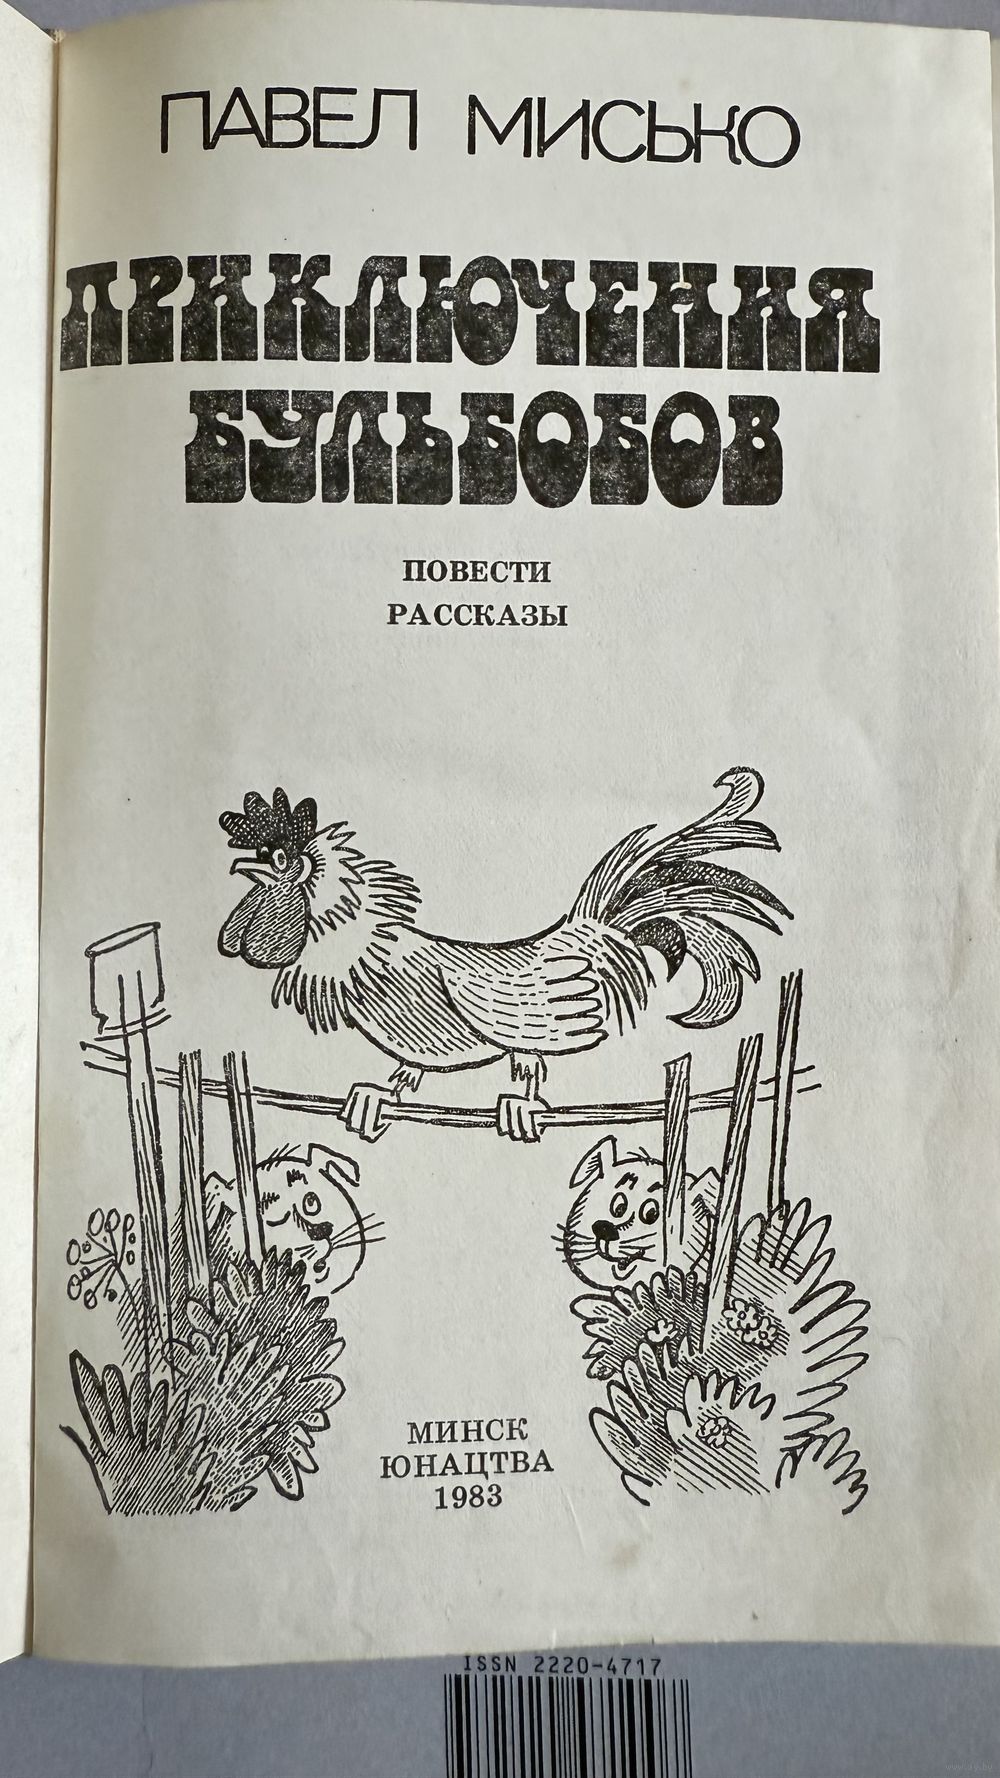 ПАВЕЛ МИСЬКО
ПРИКЛЮЧЕНИЯ
БУЛЬБОБОВ
ПОВЕСТИ
РАССКАЗЫ
МИНСК
ЮНАЦТВА
1983
ISSN 2220-4717